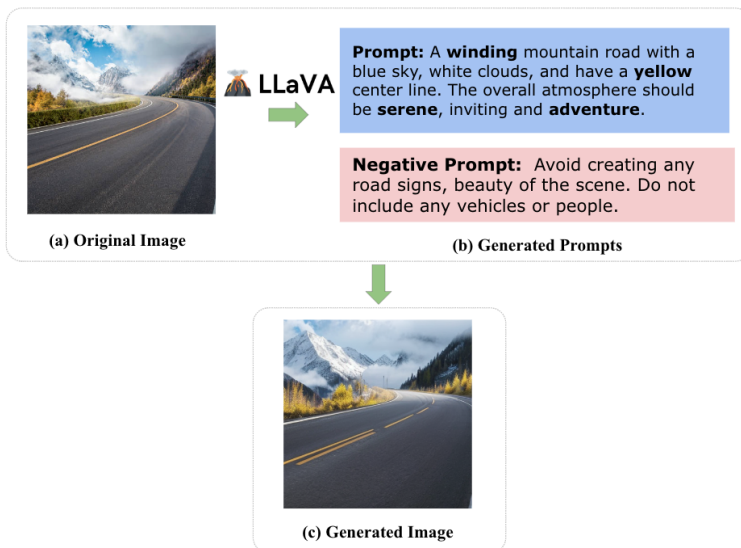 LLaVA
Prompt: A winding mountain road with a
blue sky, white clouds, and have a yellow
center line. The overall atmosphere should
be serene, inviting and adventure.
Negative Prompt: Avoid creating any
road signs, beauty of the scene. Do not
include any vehicles or people.
(a) Original Image
(b) Generated Prompts
(c) Generated Image